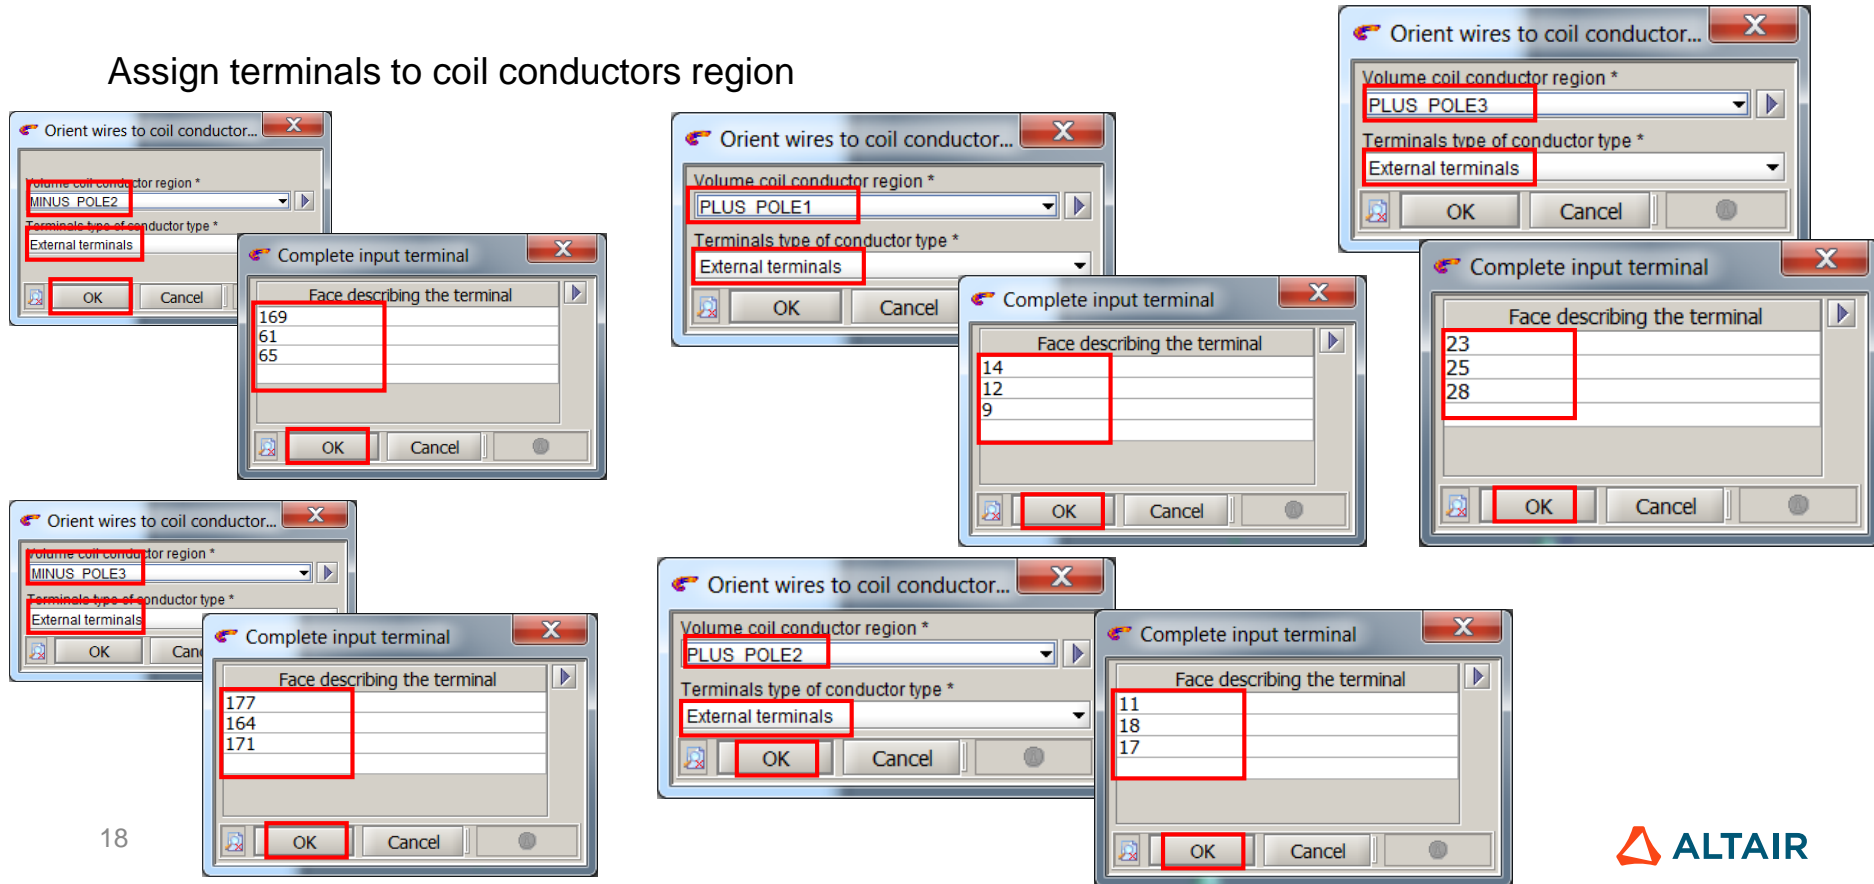 Assign terminals to coil conductors region
Orient wires to coil conductor...
Volume coil conductor region *
MINUS_POLE2
Terminals type of conductor type *
External terminals
OK
Cancel
Complete input terminal
Face describing the terminal
169
61
65
OK
Cancel
Orient wires to coil conductor...
Volume coil conductor region *
PLUS_POLE1
Terminals type of conductor type *
External terminals
OK
Cancel
Complete input terminal
Face describing the terminal
14
12
9
OK
Cancel
Orient wires to coil conductor...
Volume coil conductor region *
PLUS_POLE3
Terminals type of conductor type *
External terminals
OK
Cancel
Complete input terminal
Face describing the terminal
23
25
28
OK
Cancel
Orient wires to coil conductor...
Volume coil conductor region *
MINUS_POLE3
Terminals type of conductor type *
External terminals
OK
Can
Complete input terminal
Face describing the terminal
177
164
171
OK
Cancel
Orient wires to coil conductor...
Volume coil conductor region *
PLUS_POLE2
Terminals type of conductor type *
External terminals
OK
Cancel
Complete input terminal
Face describing the terminal
11
18
17
OK
Cancel
18
ALTAIR